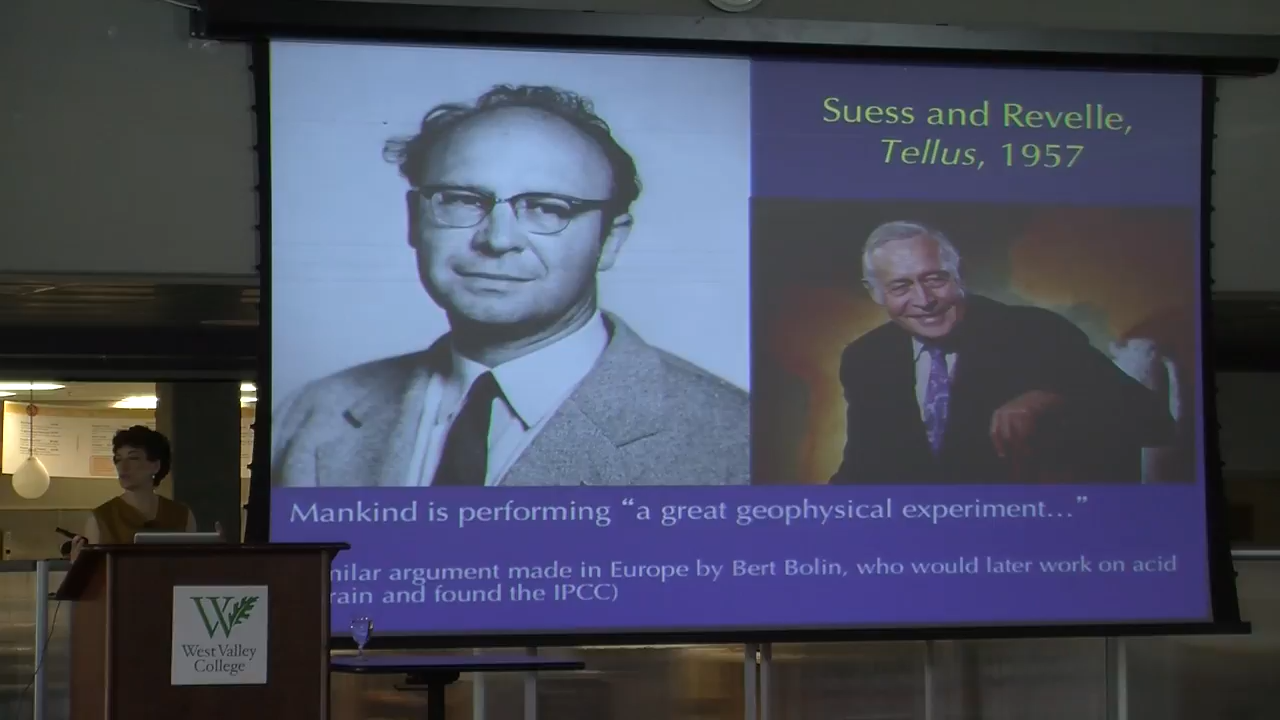 Suess and Revelle,
Tellus, 1957
Mankind is performing “a great geophysical experiment...”
argument made in Europe by Bert Bolin, who would later work on acid
rain and found the IPCC)
W
West Valley
College